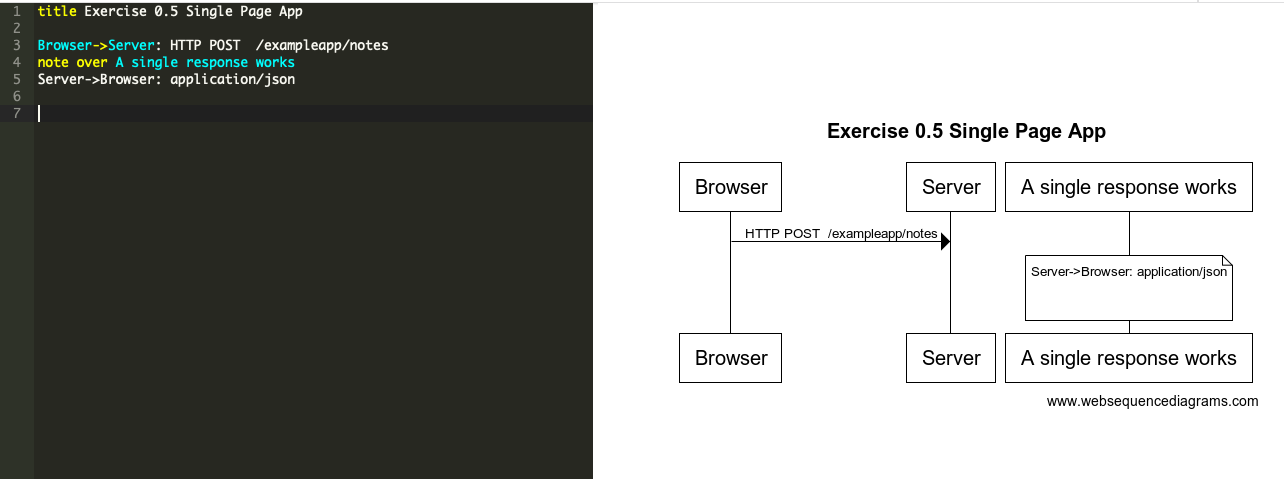 1 title Exercise 0.5 Single Page App
2
3 Browser->Server: HTTP POST  /exampleapp/notes
4 note over A single response works
5 Server->Browser: application/json
6
7
Exercise 0.5 Single Page App
Browser Server A single response works
HTTP POST  /exampleapp/notes
Server->Browser: application/json
Browser Server A single response works
www.websequencediagrams.com